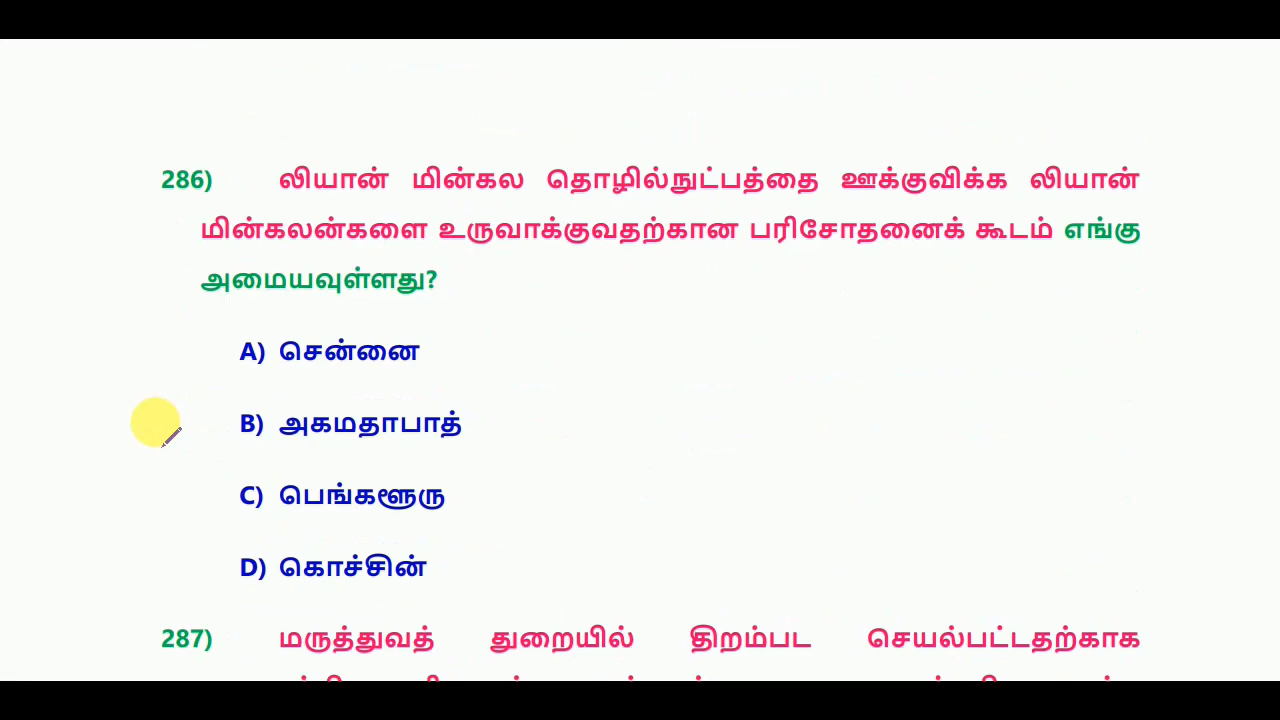 286) லியான் மின்கல தொழில்நுட்பத்தை ஊக்குவிக்க லியான்
மின்கலன்களை உருவாக்குவதற்கான பரிசோதனைக் கூடம் எங்கு
அமையவுள்ளது?
A) சென்னை
B) அகமதாபாத்
C) பெங்களூரு
D) கொச்சின்
287) மருத்துவத் துறையில் திறம்பட செயல்பட்டதற்காக